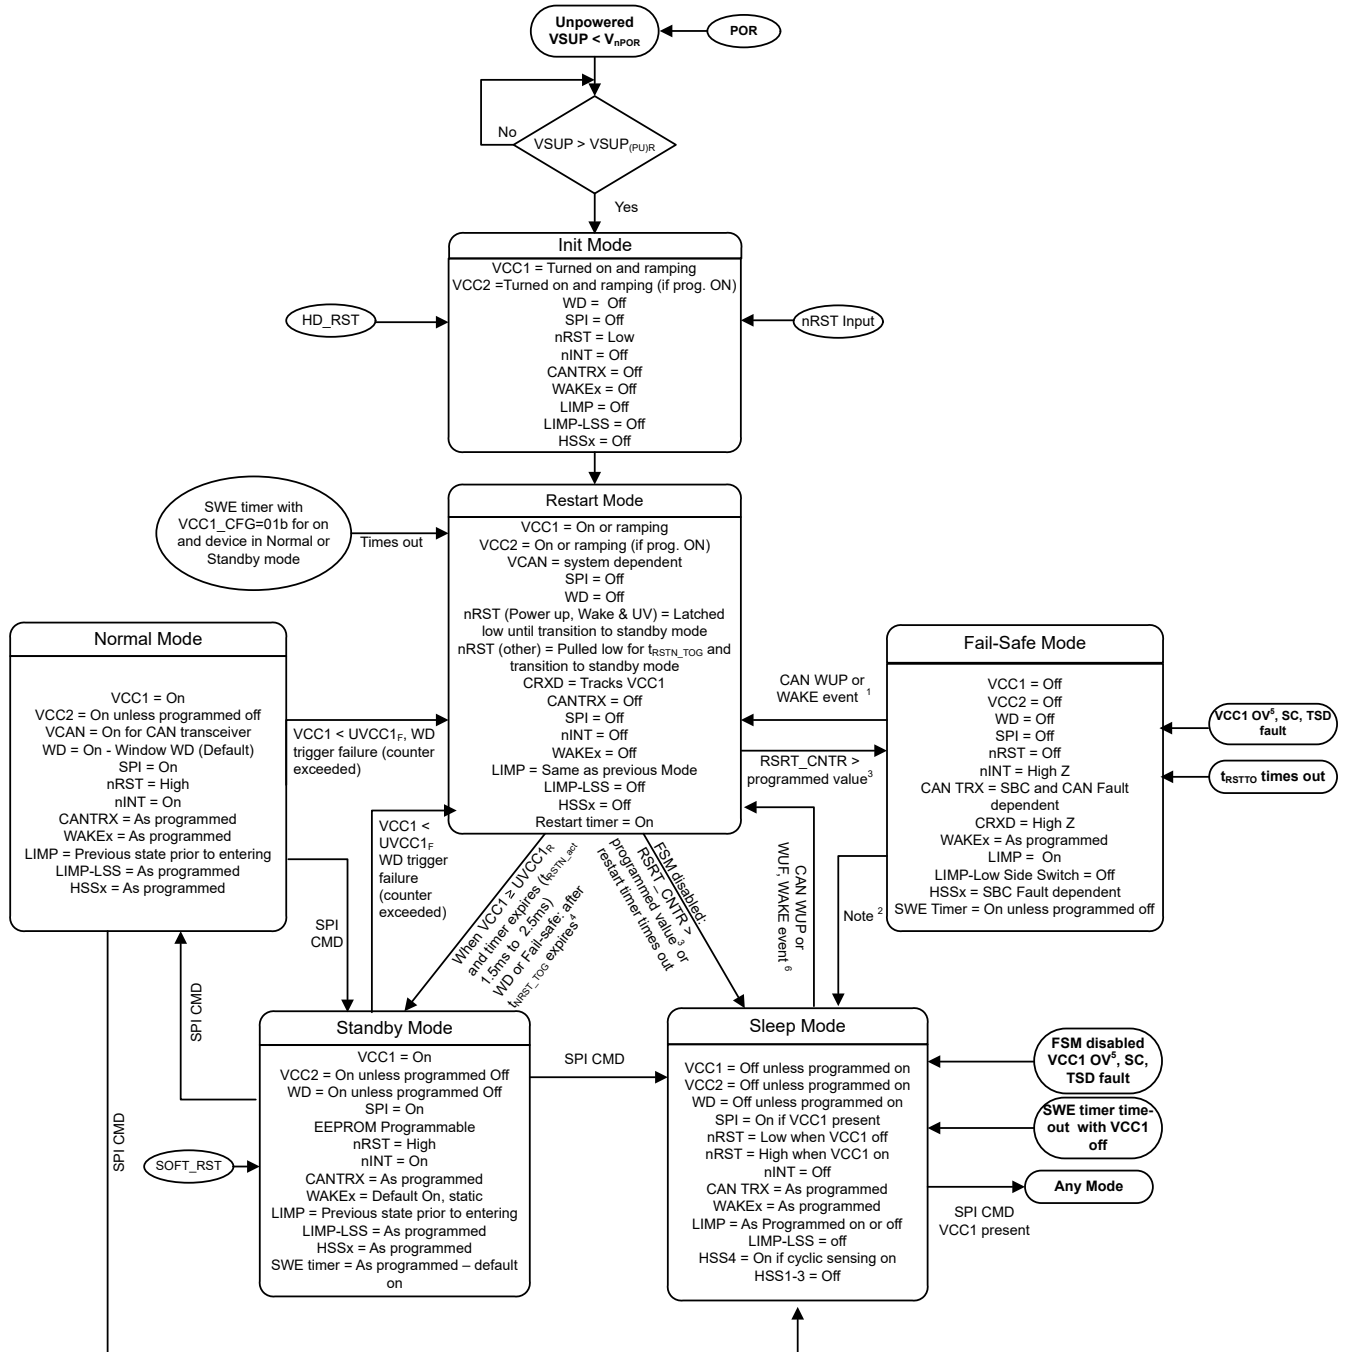 Unpowered
VSUP < VnPOR
POR
No
VSUP > VSUP(PU)R
Yes
Init Mode
VCC1 = Turned on and ramping
VCC2 =Turned on and ramping (if prog. ON)
WD = Off
SPI = Off
nRST = Low
nINT = Off
CANTRX = Off
WAKEx = Off
LIMP = Off
LIMP-LSS = Off
HSSx = Off
HD_RST
nRST Input
SWE timer with
VCC1_CFG=01b for on
and device in Normal or
Standby mode
Times out
Restart Mode
VCC1 = On or ramping
VCC2 = On or ramping (if prog. ON)
VCAN = system dependent
SPI = Off
WD = Off
nRST (Power up, Wake & UV) = Latched
low until transition to standby mode
nRST (other) = Pulled low for tRSTN_TOG and
transition to standby mode
CRXD = Tracks VCC1
CANTRX = Off
SPI = Off
nINT = Off
WAKEx = Off
LIMP = Same as previous Mode
LIMP-LSS = Off
HSSx = Off
Restart timer = On
Normal Mode
VCC1 = On
VCC2 = On unless programmed off
VCAN = On for CAN transceiver
WD = On - Window WD (Default)
SPI = On
nRST = High
nINT = On
CANTRX = As programmed
WAKEx = As programmed
LIMP = Previous state prior to entering
LIMP-LSS = As programmed
HSSx = As programmed
VCC1 < UVCC1F, WD
trigger failure (counter
exceeded)
CAN WUP or
WAKE event 1
RSRT_CNTR >
programmed value3
Fail-Safe Mode
VCC1 = Off
VCC2 = Off
WD = Off
SPI = Off
nRST = Off
nINT = High Z
CAN TRX = SBC and CAN Fault
dependent
CRXD = High Z
WAKEx = As programmed
LIMP = On
LIMP-Low Side Switch = Off
HSSx = SBC Fault dependent
SWE Timer = On unless programmed off
VCC1 OV5, SC, TSD
fault
tRSTTO times out
VCC1 <
UVCC1F
WD trigger
failure
(counter
exceeded)
When VCC1 ≥ UVCC1R
and timer expires (tRSTN_act
1.5ms to 2.5ms)
WD or Fail-safe: after
tNRST_TOG expires4
FSM disabled:
RSRT_CNTR >
programmed value3 or
restart timer times out
CAN WUP or
WUF, WAKE event 6
Note 2
SPI
CMD
SPI CMD
SPI CMD
Standby Mode
VCC1 = On
VCC2 = On unless programmed Off
WD = On unless programmed Off
SPI = On
EEPROM Programmable
nRST = High
nINT = On
CANTRX = As programmed
WAKEx = Default On, static
LIMP = Previous state prior to entering
LIMP-LSS = As programmed
HSSx = As programmed
SWE timer = As programmed – default
on
SOFT_RST
SPI CMD
Sleep Mode
VCC1 = Off unless programmed on
VCC2 = Off unless programmed on
WD = Off unless programmed on
SPI = On if VCC1 present
nRST = Low when VCC1 off
nRST = High when VCC1 on
nINT = Off
CAN TRX = As programmed
WAKEx = As programmed
LIMP = As Programmed on or off
LIMP-LSS = off
HSS4 = On if cyclic sensing on
HSS1-3 = Off
FSM disabled
VCC1 OV5, SC,
TSD fault
SWE timer time-
out with VCC1
off
Any Mode
SPI CMD
VCC1 present